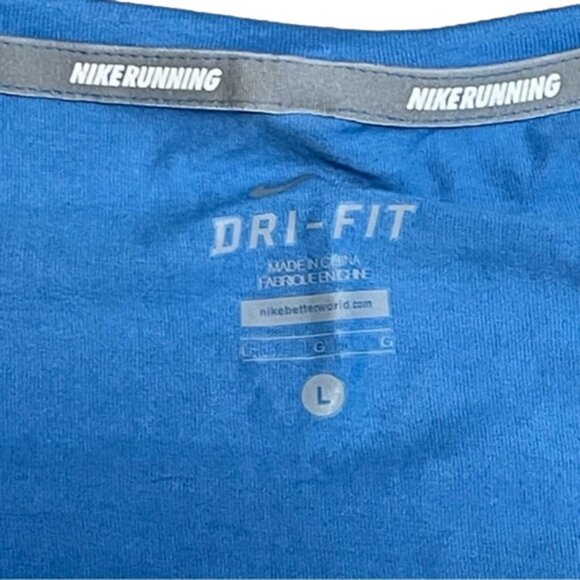 NIKERUNNING NIKERUNNING
DRI-FIT
MADE IN CHINA
FABRIQUE EN CHINE
nikebetterworld.com
G G
L